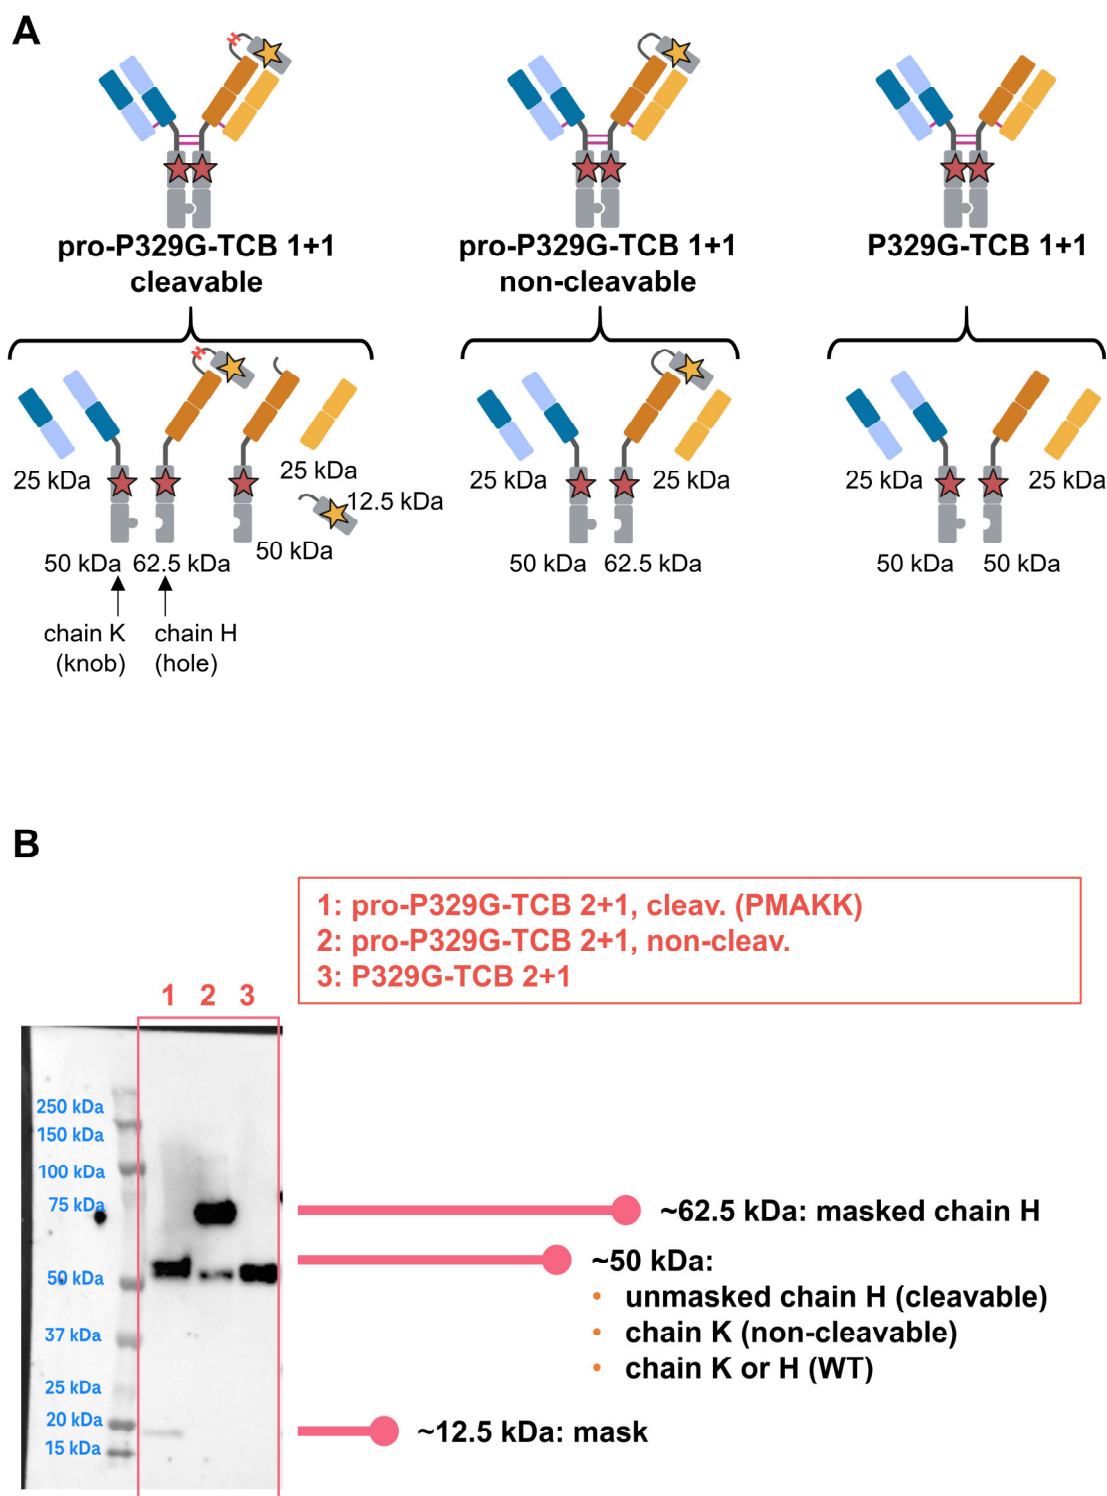 A
pro-P329G-TCB 1+1
cleavable
pro-P329G-TCB 1+1
non-cleavable
P329G-TCB 1+1
25 kDa
25 kDa
12.5 kDa
50 kDa
62.5 kDa
50 kDa
chain K
(knob)
chain H
(hole)
25 kDa
25 kDa
50 kDa
62.5 kDa
25 kDa
25 kDa
50 kDa
50 kDa
B
1: pro-P329G-TCB 2+1, cleav. (PMAKK)
2: pro-P329G-TCB 2+1, non-cleav.
3: P329G-TCB 2+1
1 2 3
250 kDa
150 kDa
100 kDa
75 kDa
50 kDa
37 kDa
25 kDa
20 kDa
15 kDa
~62.5 kDa: masked chain H
~50 kDa:
• unmasked chain H (cleavable)
• chain K (non-cleavable)
• chain K or H (WT)
~12.5 kDa: mask